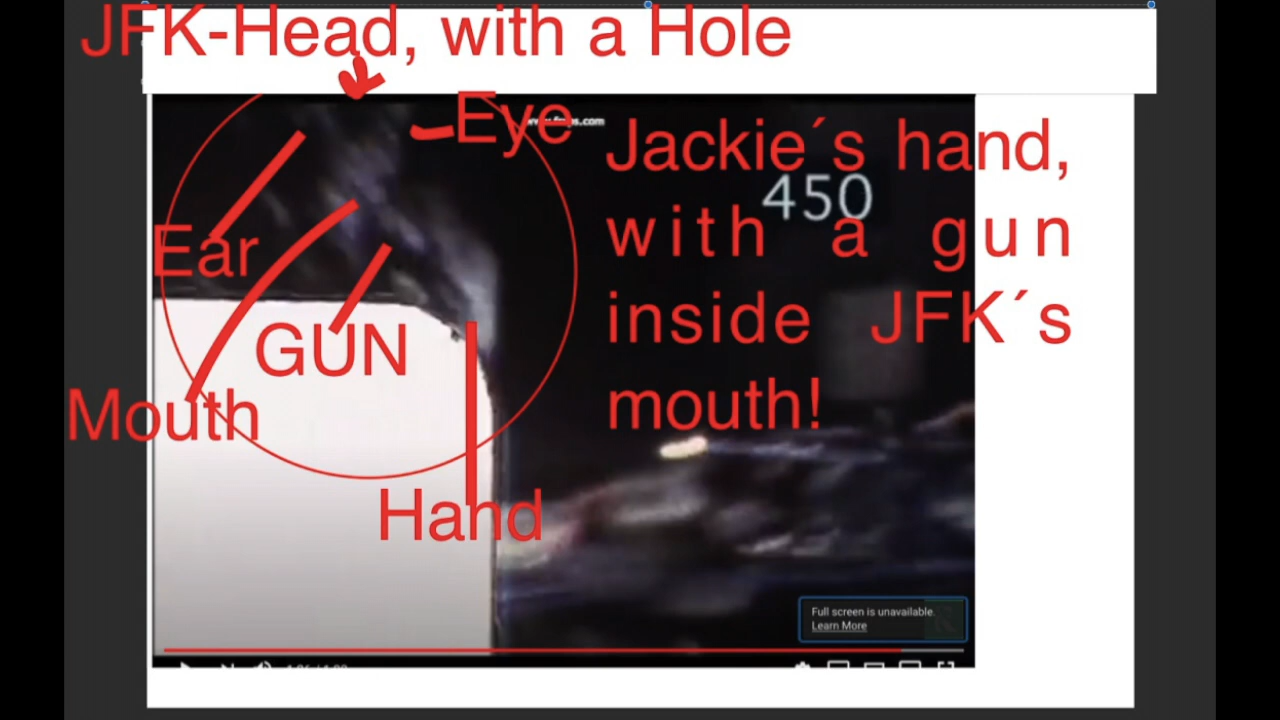 JFK-Head, with a Hole
Eye
Jackie´s hand,
450
with a gun
Ear
inside JFK´s
GUN
mouth!
Mouth
Hand
Full screen is unavailable.
Learn More